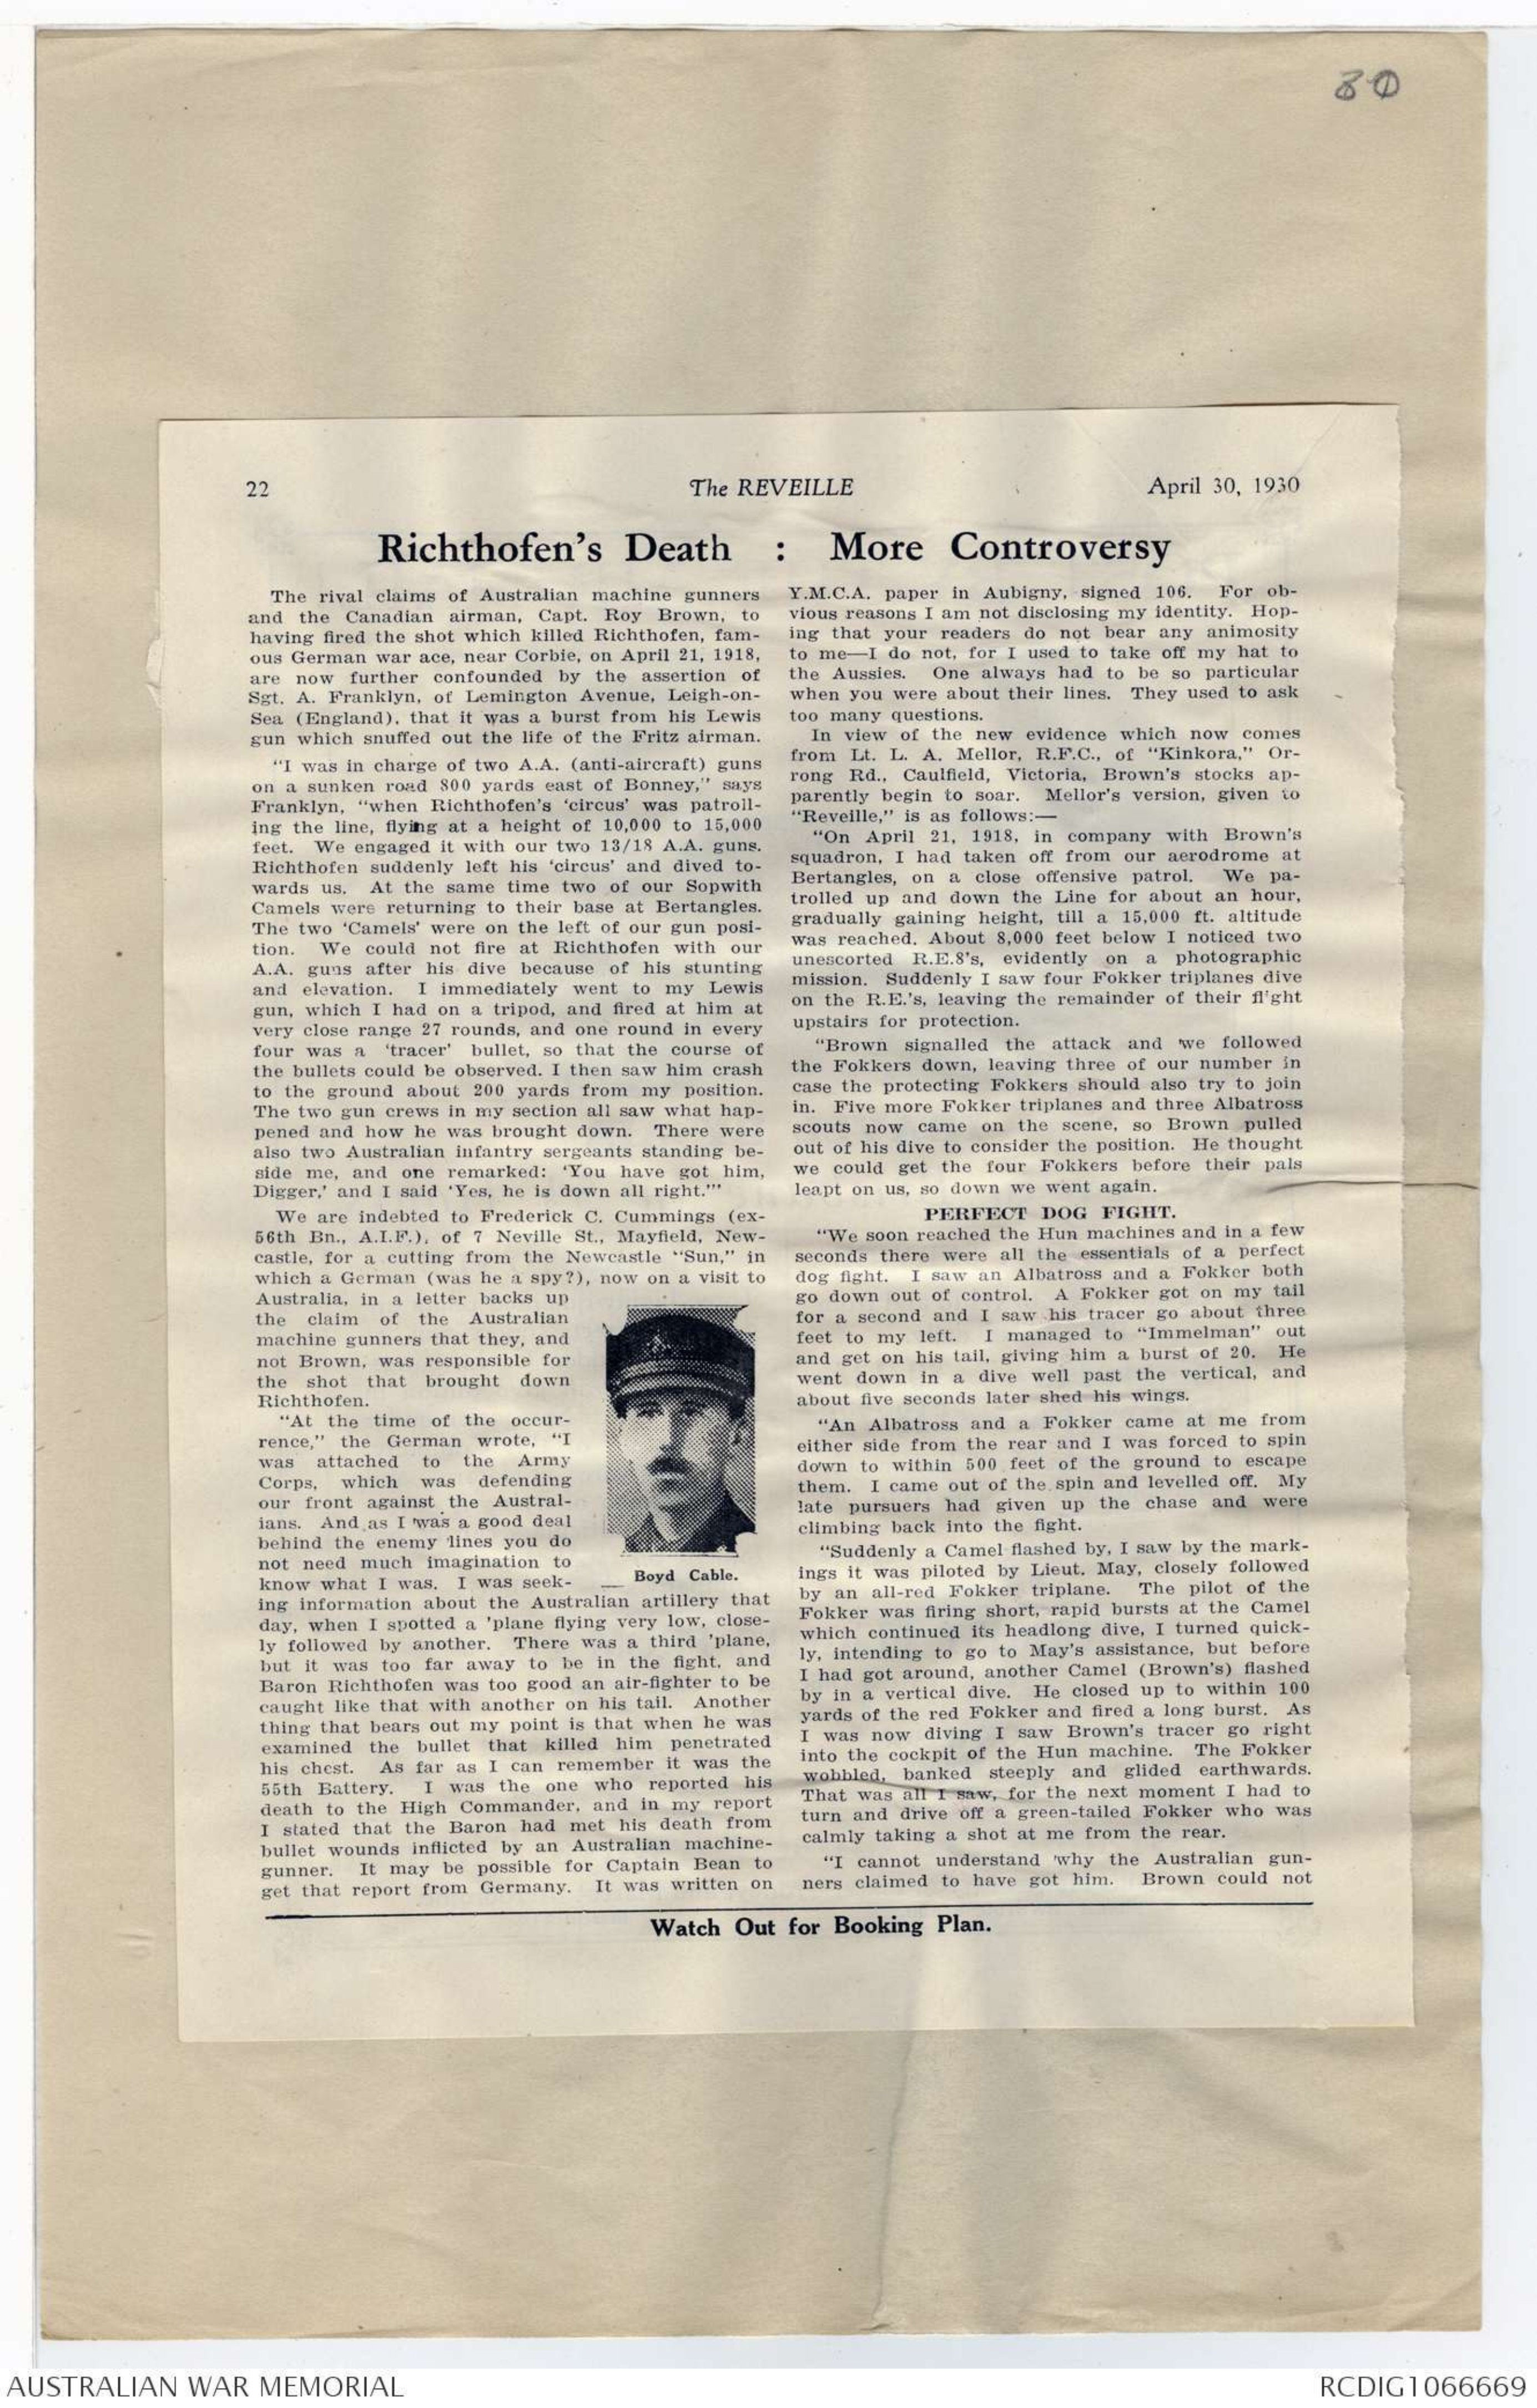 80
22 The REVEILLE April 30, 1930
Richthofen's Death : More Controversy
The rival claims of Australian machine gunners
and the Canadian airman, Capt. Roy Brown, to
having fired the shot which killed Richthofen, fam-
ous German war ace, near Corbie, on April 21, 1918,
are now further confounded by the assertion of
Sgt. A. Franklyn, of Lemington Avenue, Leigh-on-
Sea (England), that it was a burst from his Lewis
gun which snuffed out the life of the Fritz airman.
"I was in charge of two A.A. (anti-aircraft) guns
on a sunken road 800 yards east of Bonney," says
Franklyn, "when Richthofen's 'circus' was patroll-
ing the line, flying at a height of 10,000 to 15,000
feet. We engaged it with our two 13/18 A.A. guns.
Richthofen suddenly left his 'circus' and dived to-
wards us. At the same time two of our Sopwith
Camels were returning to their base at Bertangles.
The two 'Camels' were on the left of our gun posi-
tion. We could not fire at Richthofen with our
A.A. guns after his dive because of his stunting
and elevation. I immediately went to my Lewis
gun, which I had on a tripod, and fired at him at
very close range 27 rounds, and one round in every
four was a 'tracer' bullet, so that the course of
the bullets could be observed. I then saw him crash
to the ground about 200 yards from my position.
The two gun crews in my section all saw what hap-
pened and how he was brought down. There were
also two Australian infantry sergeants standing be-
side me, and one remarked: 'You have got him,
Digger,' and I said 'Yes, he is down all right.'"
We are indebted to Frederick C. Cummings (ex-
56th Bn., A.I.F.), of 7 Neville St., Mayfield, New-
castle, for a cutting from the Newcastle "Sun," in
which a German (was he a spy?), now on a visit to
Australia, in a letter backs up
the claim of the Australian
machine gunners that they, and
not Brown, was responsible for
the shot that brought down
Richthofen.
"At the time of the occur-
rence," the German wrote, "I
was attached to the Army
Corps, which was defending
our front against the Austral-
ians. And as I was a good deal
behind the enemy lines you do
not need much imagination to
know what I was. I was seek-
Boyd Cable.
ing information about the Australian artillery that
day, when I spotted a 'plane flying very low, close-
ly followed by another. There was a third 'plane,
but it was too far away to be in the fight, and
Baron Richthofen was too good an air-fighter to be
caught like that with another on his tail. Another
thing that bears out my point is that when he was
examined the bullet that killed him penetrated
his chest. As far as I can remember it was the
55th Battery. I was the one who reported his
death to the High Commander, and in my report
I stated that the Baron had met his death from
bullet wounds inflicted by an Australian machine-
gunner. It may be possible for Captain Bean to
get that report from Germany. It was written on
Y.M.C.A. paper in Aubigny, signed 106. For ob-
vious reasons I am not disclosing my identity. Hop-
ing that your readers do not bear any animosity
to me—I do not, for I used to take off my hat to
the Aussies. One always had to be so particular
when you were about their lines. They used to ask
too many questions.
In view of the new evidence which now comes
from Lt. L. A. Mellor, R.F.C., of "Kinkora," Or-
rong Rd., Caulfield, Victoria, Brown's stocks ap-
parently begin to soar. Mellor's version, given to
"Reveille," is as follows:—
"On April 21, 1918, in company with Brown's
squadron, I had taken off from our aerodrome at
Bertangles, on a close offensive patrol. We pa-
trolled up and down the Line for about an hour,
gradually gaining height, till a 15,000 ft. altitude
was reached. About 8,000 feet below I noticed two
unescorted R.E.8's, evidently on a photographic
mission. Suddenly I saw four Fokker triplanes dive
on the R.E.'s, leaving the remainder of their fl'ght
upstairs for protection.
"Brown signalled the attack and we followed
the Fokkers down, leaving three of our number in
case the protecting Fokkers should also try to join
in. Five more Fokker triplanes and three Albatross
scouts now came on the scene, so Brown pulled
out of his dive to consider the position. He thought
we could get the four Fokkers before their pals
leapt on us, so down we went again.
PERFECT DOG FIGHT.
"We soon reached the Hun machines and in a few
seconds there were all the essentials of a perfect
dog fight. I saw an Albatross and a Fokker both
go down out of control. A Fokker got on my tail
for a second and I saw his tracer go about three
feet to my left. I managed to "Immelman" out
and get on his tail, giving him a burst of 20. He
went down in a dive well past the vertical, and
about five seconds later shed his wings.
"An Albatross and a Fokker came at me from
either side from the rear and I was forced to spin
down to within 500 feet of the ground to escape
them. I came out of the spin and levelled off. My
late pursuers had given up the chase and were
climbing back into the fight.
"Suddenly a Camel flashed by, I saw by the mark-
ings it was piloted by Lieut. May, closely followed
by an all-red Fokker triplane. The pilot of the
Fokker was firing short, rapid bursts at the Camel
which continued its headlong dive, I turned quick-
ly, intending to go to May's assistance, but before
I had got around, another Camel (Brown's) flashed
by in a vertical dive. He closed up to within 100
yards of the red Fokker and fired a long burst. As
I was now diving I saw Brown's tracer go right
into the cockpit of the Hun machine. The Fokker
wobbled, banked steeply and glided earthwards.
That was all I saw, for the next moment I had to
turn and drive off a green-tailed Fokker who was
calmly taking a shot at me from the rear.
"I cannot understand why the Australian gun-
ners claimed to have got him. Brown could not
Watch Out for Booking Plan.
AUSTRALIAN WAR MEMORIAL RCDIG1066669